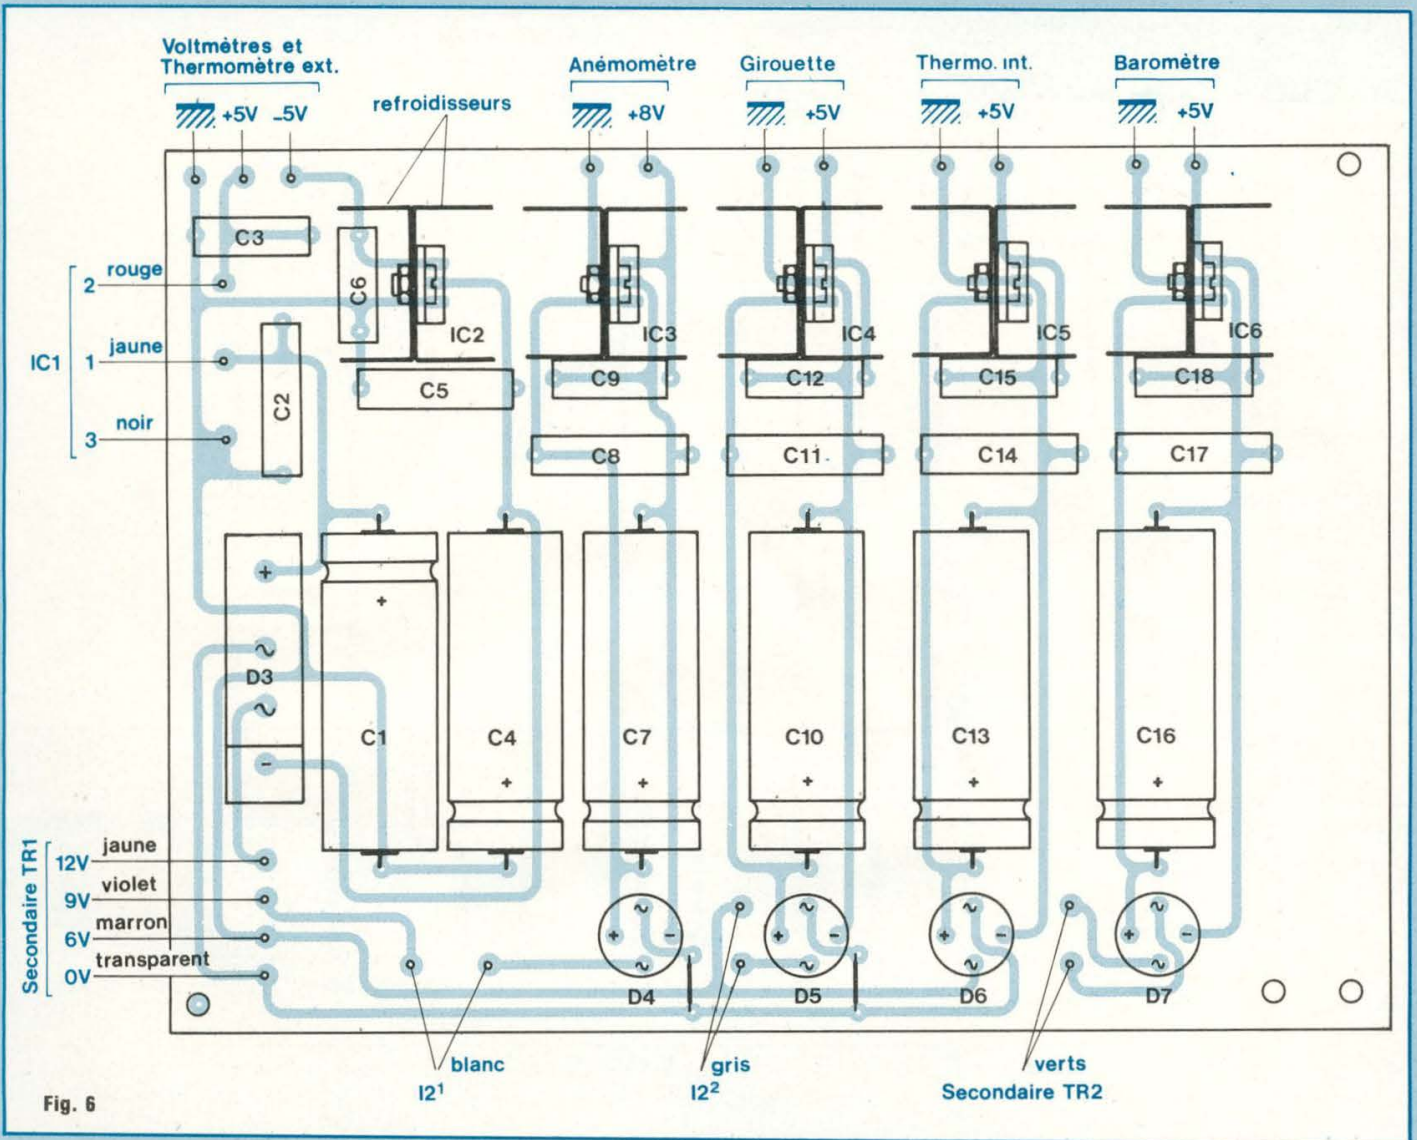 Voltmètres et
Thermomètre ext.
+5V -5V
refroidisseurs
Anémomètre
+8V
Girouette
+5V
Thermo. int.
+5V
Baromètre
+5V
C3
rouge
2
C6
IC2
IC3
IC4
IC5
IC6
IC1
jaune
1
C2
C5
C9
C12
C15
C18
noir
3
C8
C11
C14
C17
+
~
D3
~
-
C1
+
C4
+
C7
+
C10
+
C13
+
C16
+
Secondaire TR1
jaune
12V
violet
9V
marron
6V
transparent
0V
~
+ -
~
D4
~
+ -
~
D5
~
+ -
~
D6
~
+ -
~
D7
blanc
I2¹
gris
I2²
verts
Secondaire TR2
Fig. 6